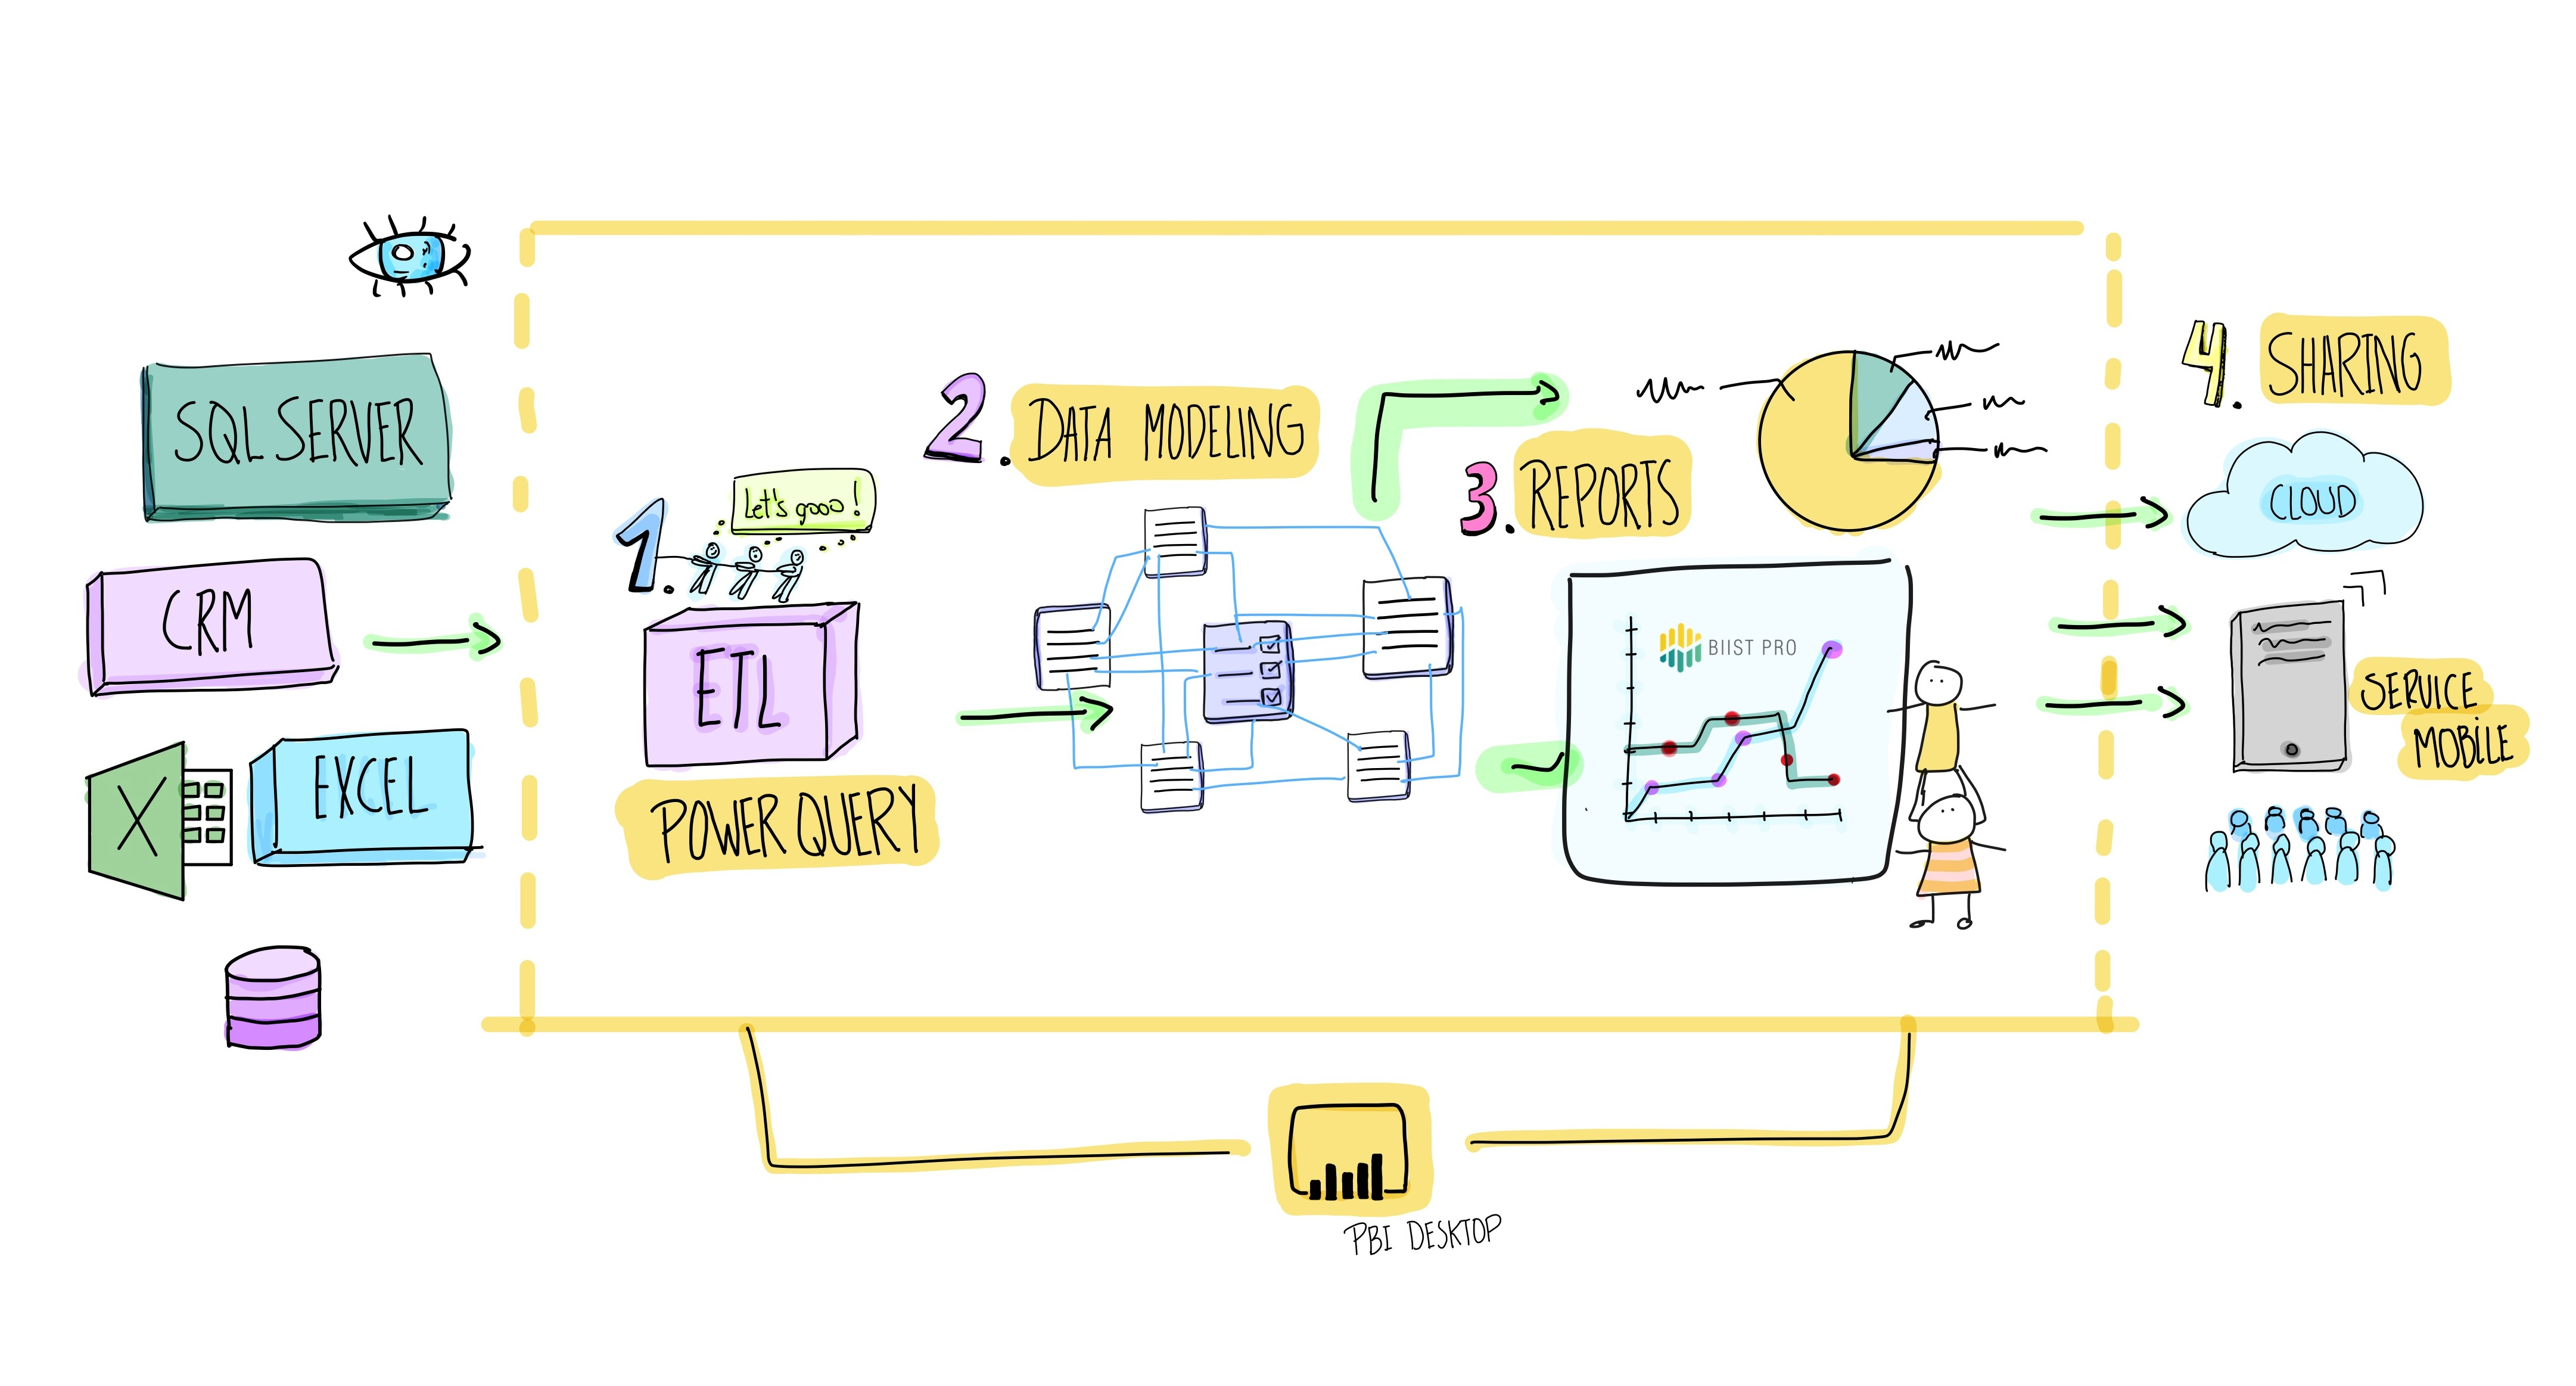 SQL SERVER
CRM
X
EXCEL
1.
Let's gooo!
ETL
POWER QUERY
2. DATA MODELING
3. REPORTS
BIIST PRO
4. SHARING
CLOUD
SERVICE
MOBILE
PBI DESKTOP